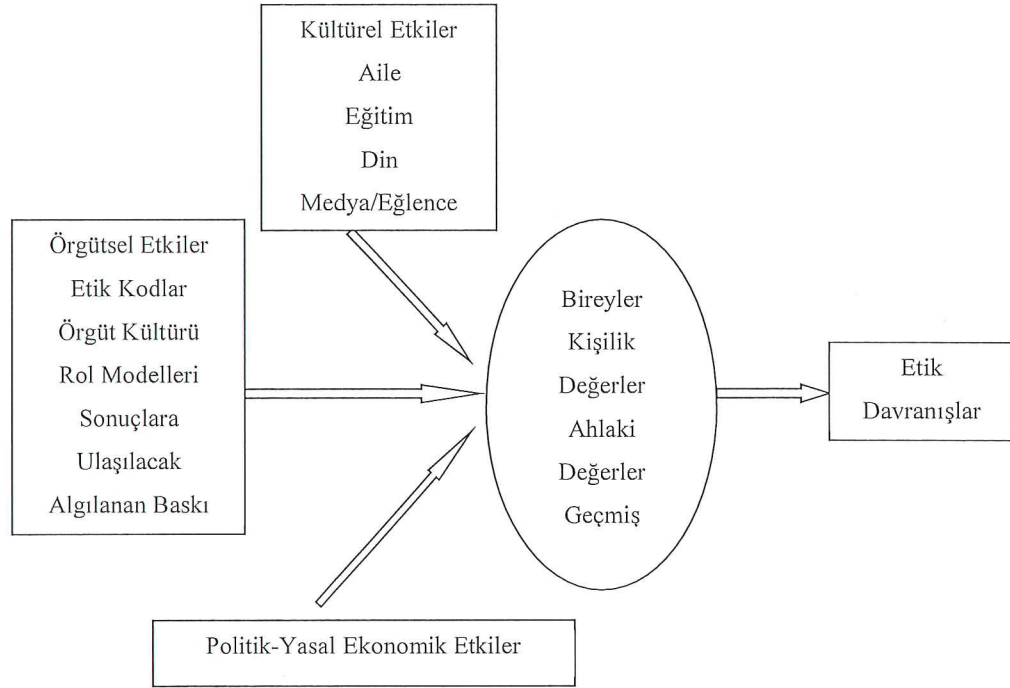 Kültürel Etkiler
Aile
Eğitim
Din
Medya/Eğlence
Örgütsel Etkiler
Etik Kodlar
Örgüt Kültürü
Rol Modelleri
Sonuçlara
Ulaşılacak
Algılanan Baskı
Bireyler
Kişilik
Değerler
Ahlaki
Değerler
Geçmiş
Etik
Davranışlar
Politik-Yasal Ekonomik Etkiler